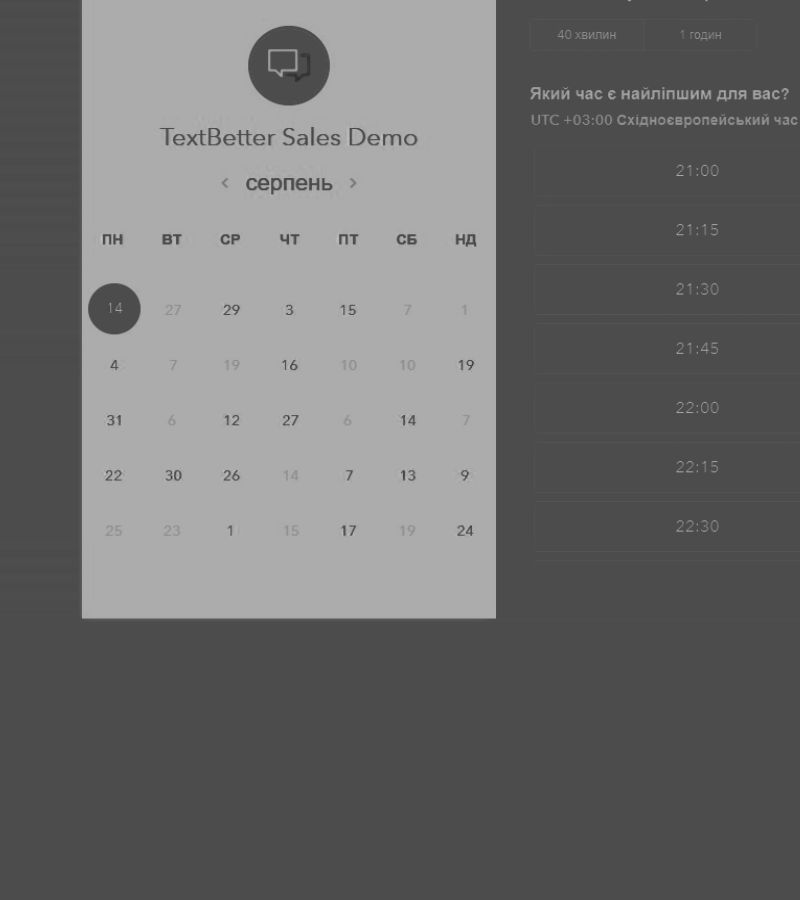 TextBetter Sales Demo
< серпень >
ПН ВТ СР ЧТ ПТ СБ НД
14 27 29 3 15 7 1
4 7 19 16 10 10 19
31 6 12 27 6 14 7
22 30 26 14 7 13 9
25 23 1 15 17 19 24
40 хвилин 1 годин
Який час є найліпшим для вас?
UTC +03:00 Східноєвропейський час
21:00
21:15
21:30
21:45
22:00
22:15
22:30